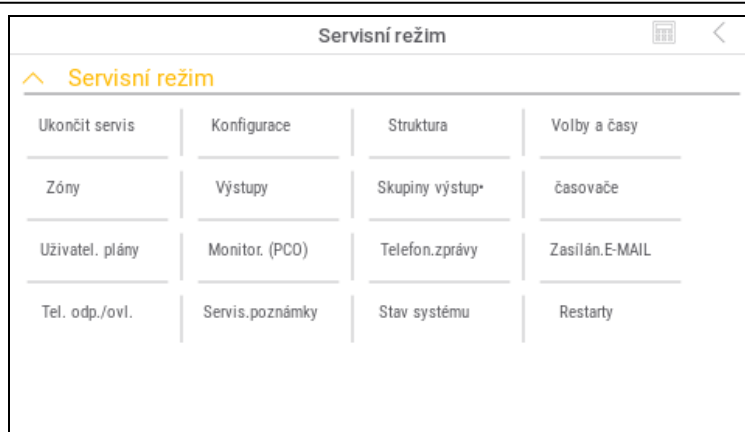 Servisní režim
Servisní režim
Ukončit servis Konfigurace Struktura Volby a časy
Zóny Výstupy Skupiny výstup•
časovače
Uživatel. plány Monitor. (PCO) Telefon.zprávy Zasílán.E-MAIL
Tel. odp./ovl. Servis.poznámky Stav systému Restarty